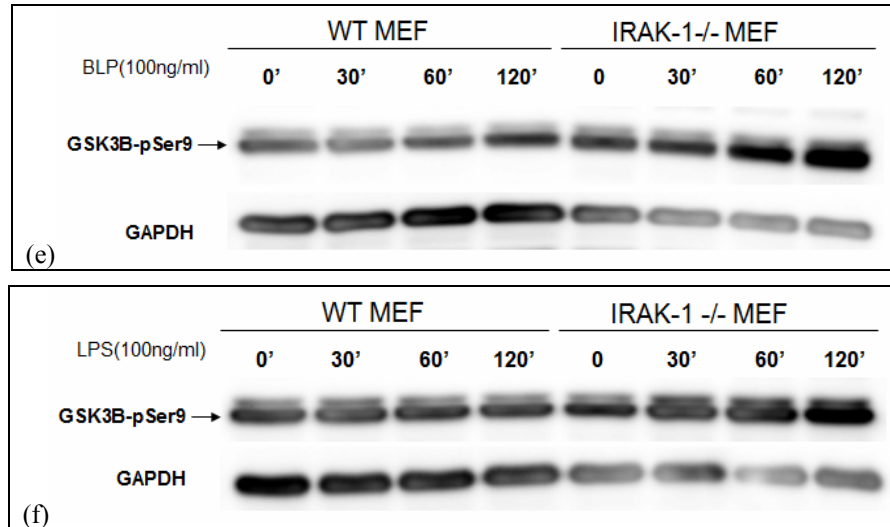 WT MEF IRAK-1-/- MEF
BLP(100ng/ml) 0’ 30’ 60’ 120’ 0 30’ 60’ 120’
GSK3B-pSer9
GAPDH
(e)
WT MEF IRAK-1 -/- MEF
LPS(100ng/ml) 0’ 30’ 60’ 120’ 0 30’ 60’ 120’
GSK3B-pSer9
GAPDH
(f)